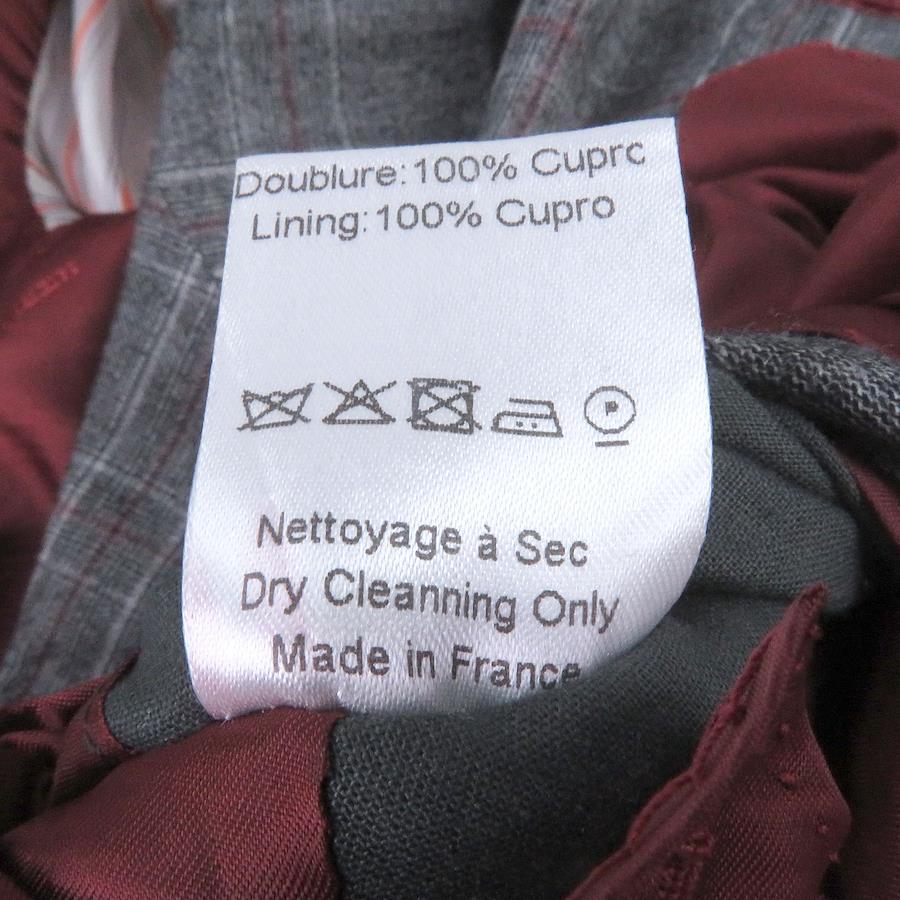 Doublure: 100% Cupro
Lining: 100% Cupro
P
Nettoyage à Sec
Dry Cleanning Only
Made in France